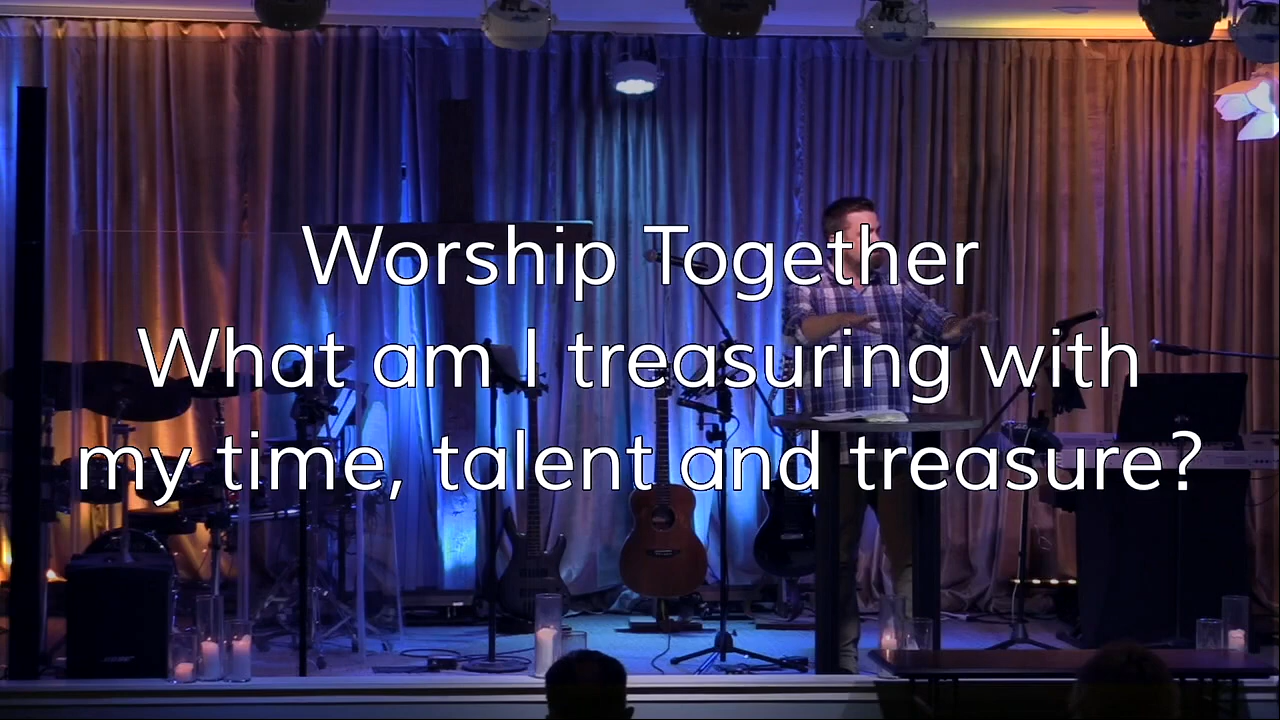 Worship Together
What am I treasuring with
my time, talent and treasure?